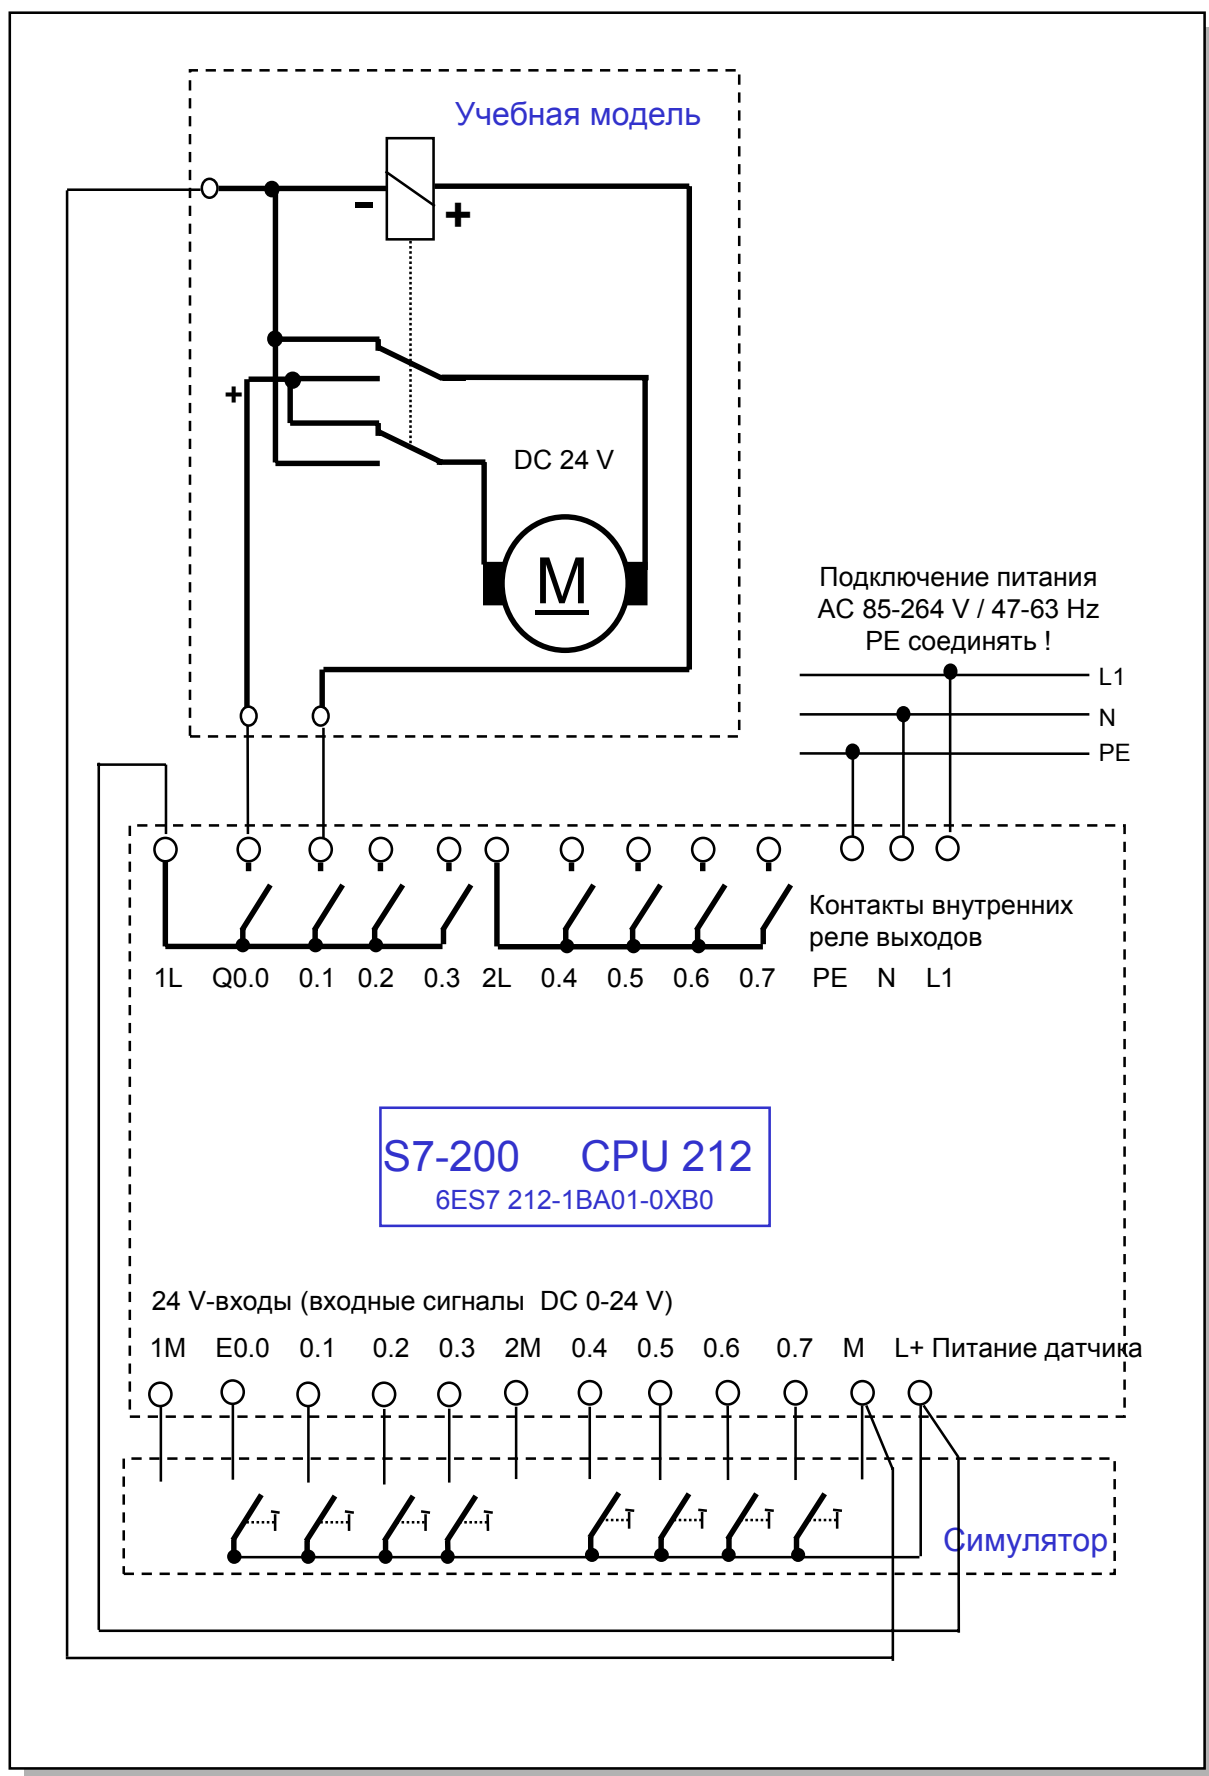 Учебная модель
-
+
+
DC 24 V
M
Подключение питания
AC 85-264 V / 47-63 Hz
PE соединять !
L1
N
PE
Контакты внутренних
реле выходов
1L Q0.0 0.1 0.2 0.3 2L 0.4 0.5 0.6 0.7 PE N L1
S7-200 CPU 212
6ES7 212-1BA01-0XB0
24 V-входы (входные сигналы DC 0-24 V)
1M E0.0 0.1 0.2 0.3 2M 0.4 0.5 0.6 0.7 M L+ Питание датчика
Симулятор